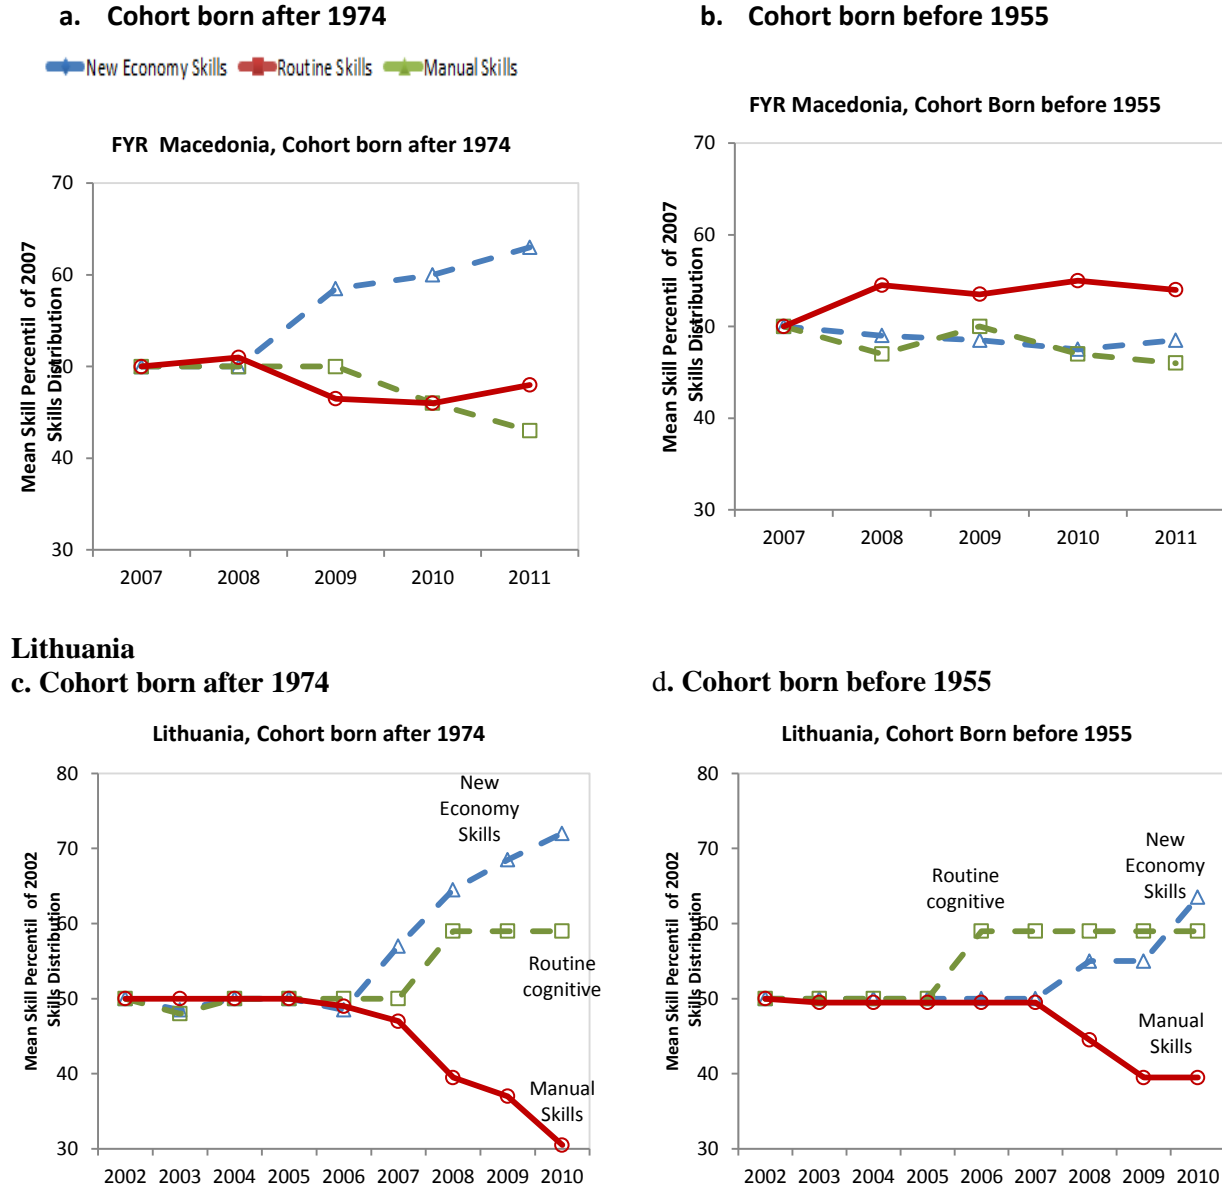 a. Cohort born after 1974
b. Cohort born before 1955
New Economy Skills Routine Skills Manual Skills
FYR Macedonia, Cohort born after 1974
Mean Skill Percentil of 2007
Skills Distribution
70
60
50
40
30
2007 2008 2009 2010 2011
FYR Macedonia, Cohort Born before 1955
Mean Skill Percentil of 2007
Skills Distribution
70
60
50
40
30
2007 2008 2009 2010 2011
Lithuania
c. Cohort born after 1974
d. Cohort born before 1955
Lithuania, Cohort born after 1974
Mean Skill Percentil of 2002
Skills Distribution
80
70
60
50
40
30
New
Economy
Skills
Routine
cognitive
Manual
Skills
2002 2003 2004 2005 2006 2007 2008 2009 2010
Lithuania, Cohort Born before 1955
Mean Skill Percentil of 2002
Skills Distribution
80
70
60
50
40
30
Routine
cognitive
New
Economy
Skills
Manual
Skills
2002 2003 2004 2005 2006 2007 2008 2009 2010